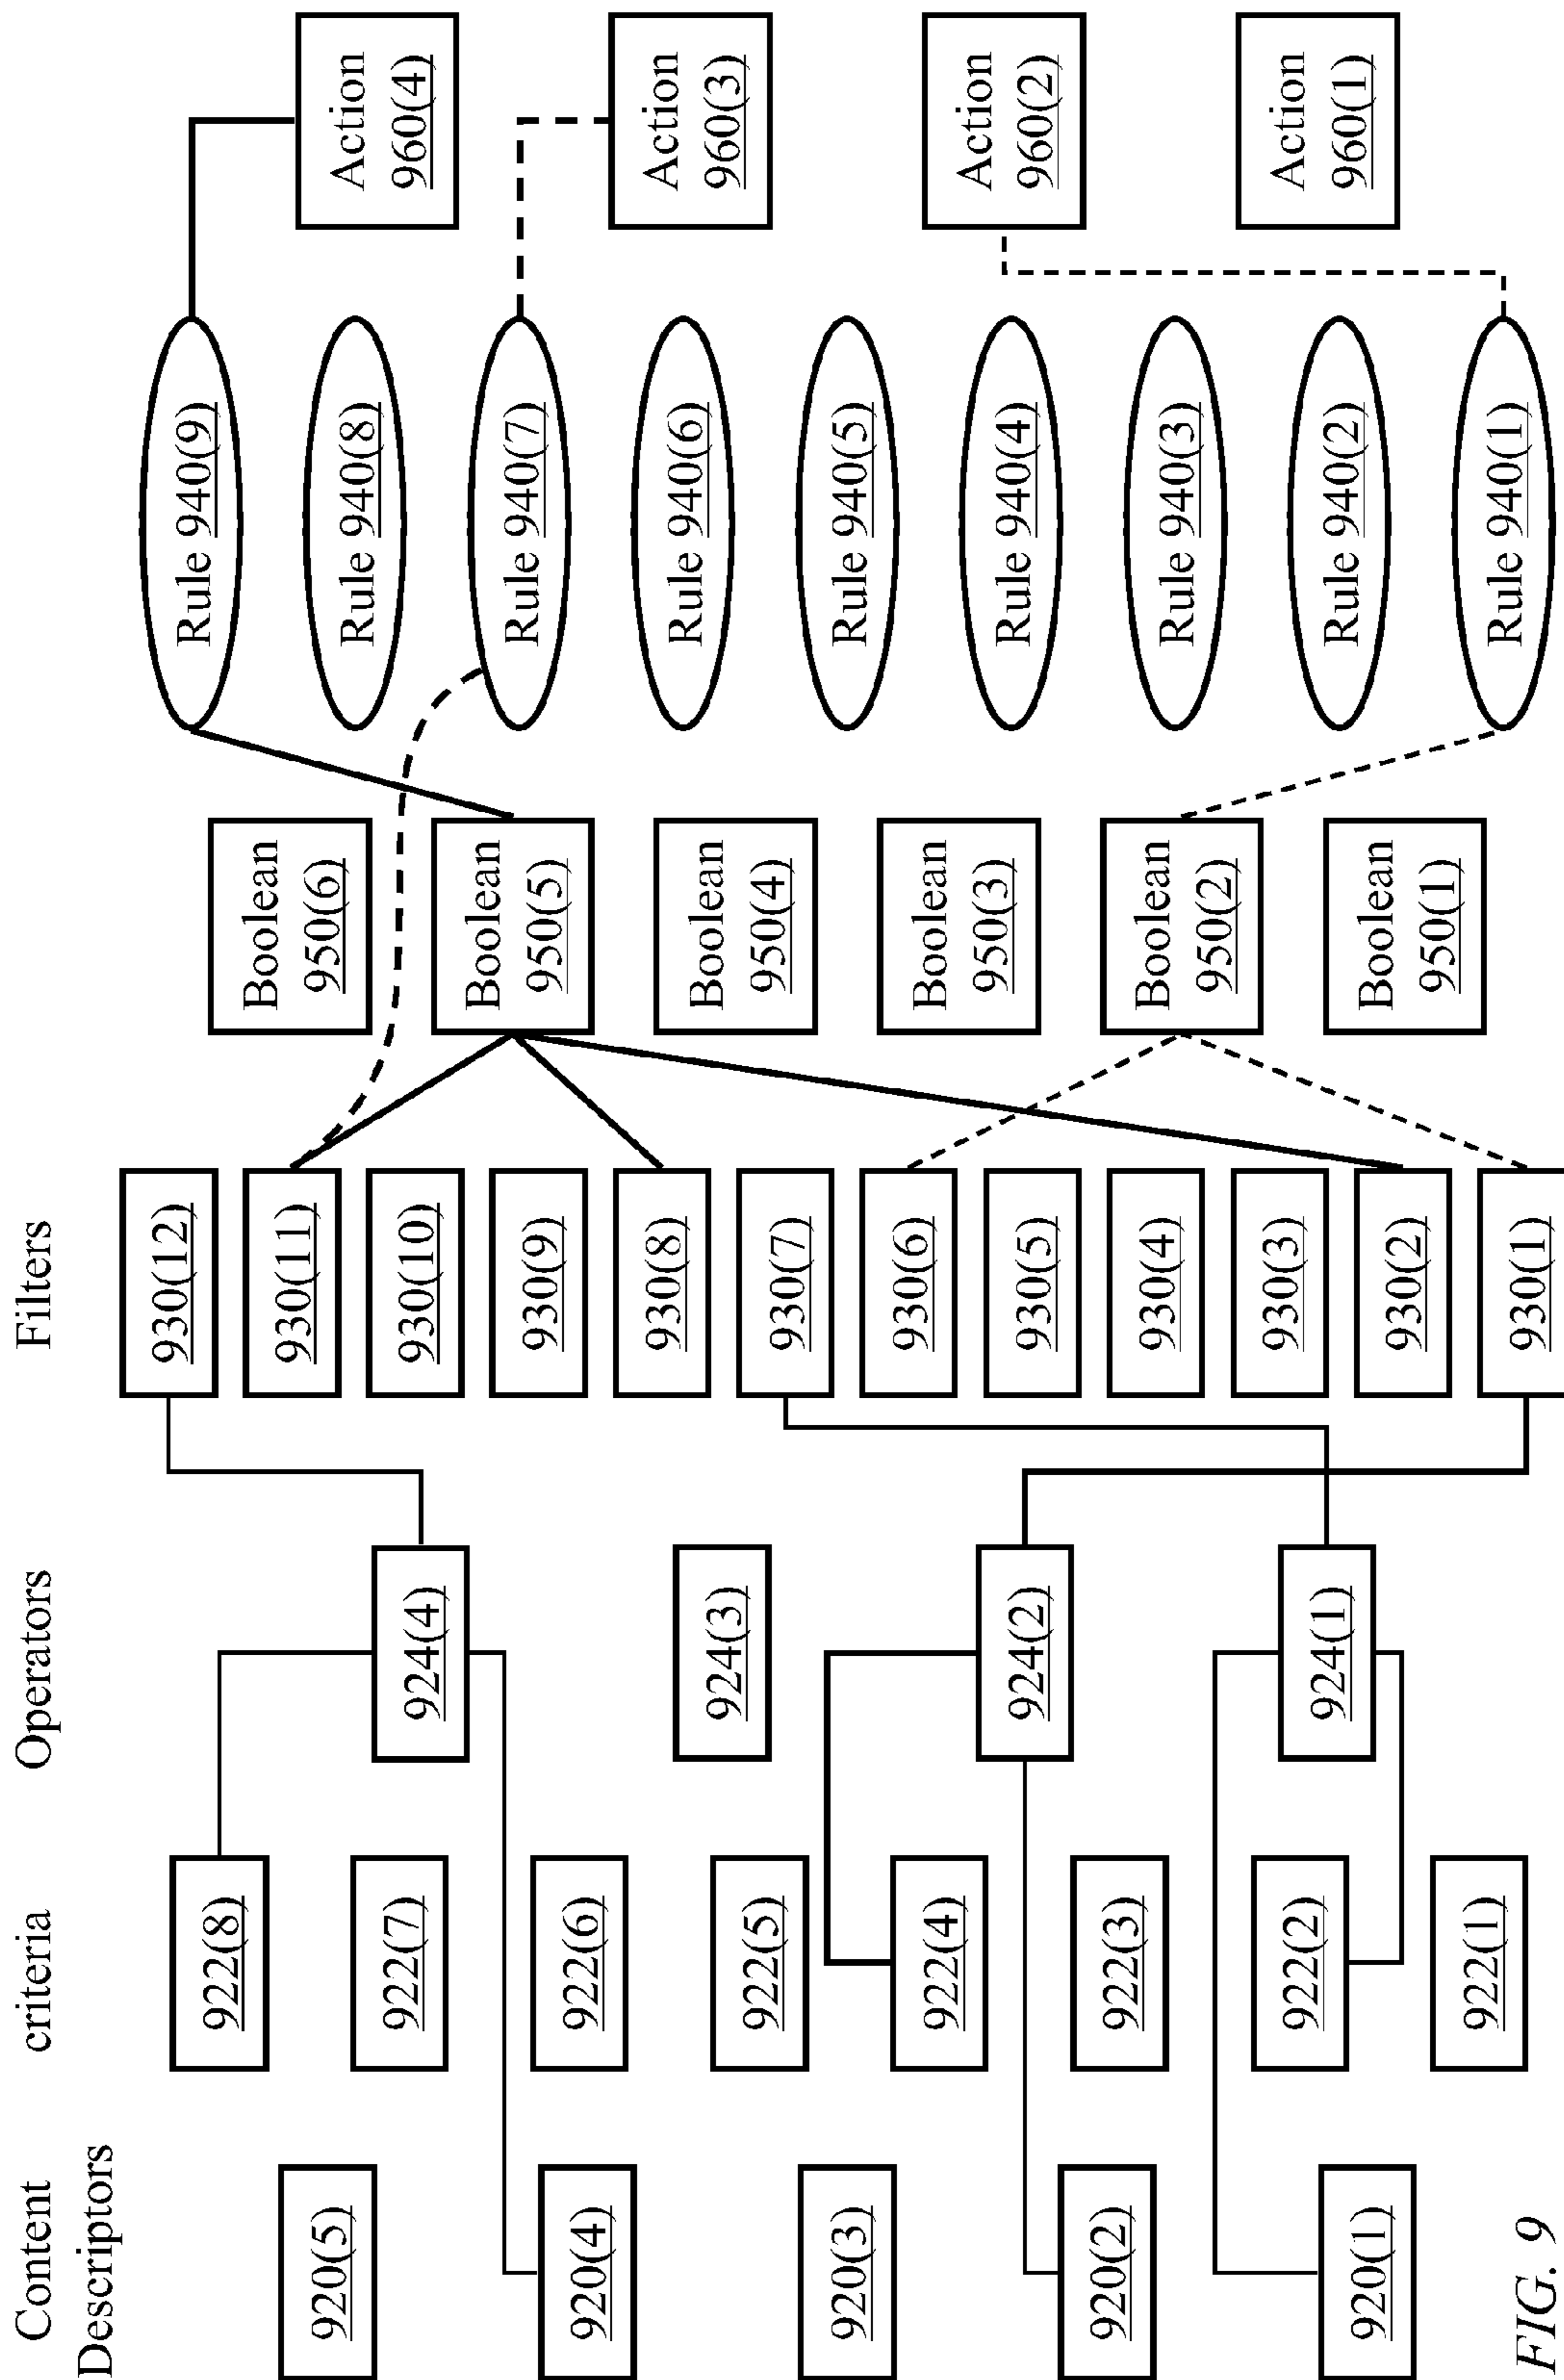 Content
Descriptors
criteria
Operators
Filters
920(5)
920(4)
920(3)
920(2)
920(1)
922(8)
922(7)
922(6)
922(5)
922(4)
922(3)
922(2)
922(1)
924(4)
924(3)
924(2)
924(1)
930(12)
930(11)
930(10)
930(9)
930(8)
930(7)
930(6)
930(5)
930(4)
930(3)
930(2)
930(1)
Boolean
950(6)
Boolean
950(5)
Boolean
950(4)
Boolean
950(3)
Boolean
950(2)
Boolean
950(1)
Rule 940(9)
Rule 940(8)
Rule 940(7)
Rule 940(6)
Rule 940(5)
Rule 940(4)
Rule 940(3)
Rule 940(2)
Rule 940(1)
Action
960(4)
Action
960(3)
Action
960(2)
Action
960(1)
FIG. 9